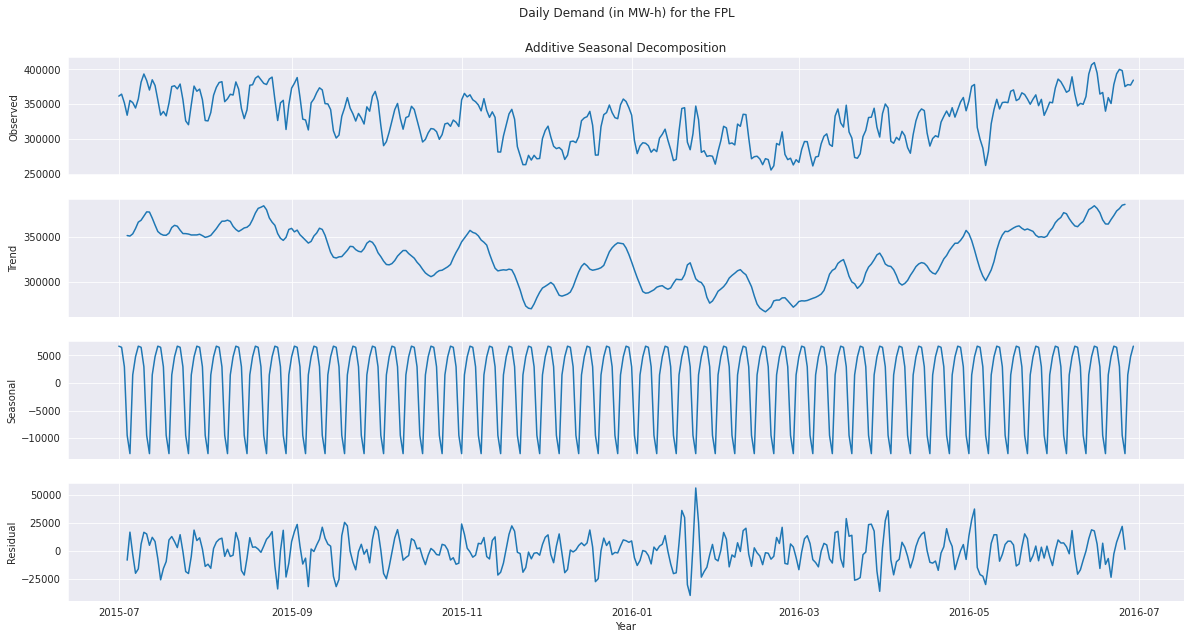 Daily Demand (in MW-h) for the FPL
Additive Seasonal Decomposition
400000
350000
300000
250000
Observed
350000
300000
Trend
5000
0
−5000
−10000
Seasonal
50000
25000
0
−25000
Residual
2015-07 2015-09 2015-11 2016-01 2016-03 2016-05 2016-07
Year